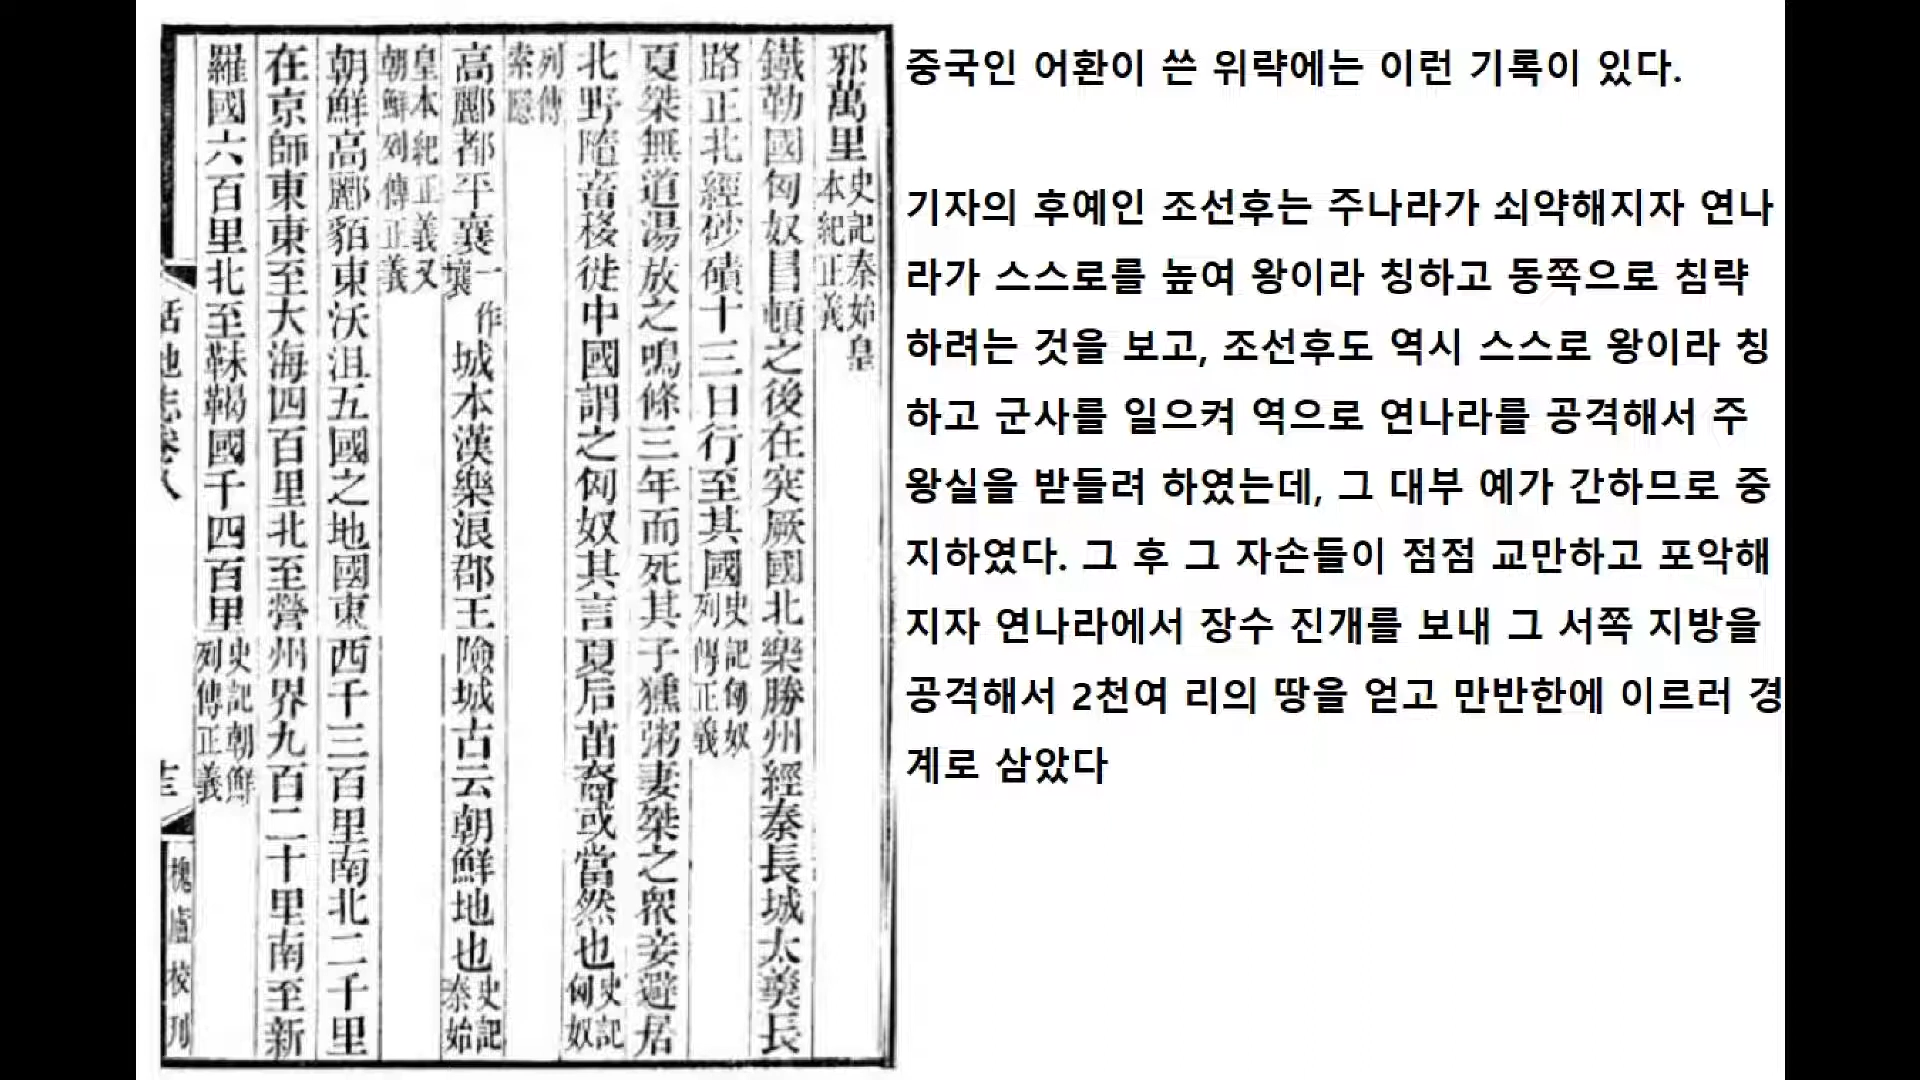 邪萬里 史記秦始皇本紀正義
鐵勒國匈奴冒頓之後在突厥國北樂勝州經秦長城太羹長
路正北經砂磧十三日行至其國 史記匈奴列傳正義
夏桀無道湯放之鳴條三年而死其子獯粥妻桀之衆妾避居
北野隨畜移徙中國謂之匈奴其言夏后苗裔或當然也 史記匈奴
列傳索隱
高酈都平襄 一作壤 城本漢樂浪郡王險城古云朝鮮地也 史記秦始
皇本紀正義又朝鮮列傳正義
朝鮮高酈貊東沃沮五國之地國東西千三百里南北二千里
在京師東東至大海四百里北至營州界九百二十里南至新
羅國六百里北至靺鞨國千四百里 史記朝鮮列傳正義
括地志卷八
槐廬校刊
중국인 어환이 쓴 위략에는 이런 기록이 있다.
기자의 후예인 조선후는 주나라가 쇠약해지자 연나
라가 스스로를 높여 왕이라 칭하고 동쪽으로 침략
하려는 것을 보고, 조선후도 역시 스스로 왕이라 칭
하고 군사를 일으켜 역으로 연나라를 공격해서 주
왕실을 받들려 하였는데, 그 대부 예가 간하므로 중
지하였다. 그 후 그 자손들이 점점 교만하고 포악해
지자 연나라에서 장수 진개를 보내 그 서쪽 지방을
공격해서 2천여 리의 땅을 얻고 만반한에 이르러 경
계로 삼았다